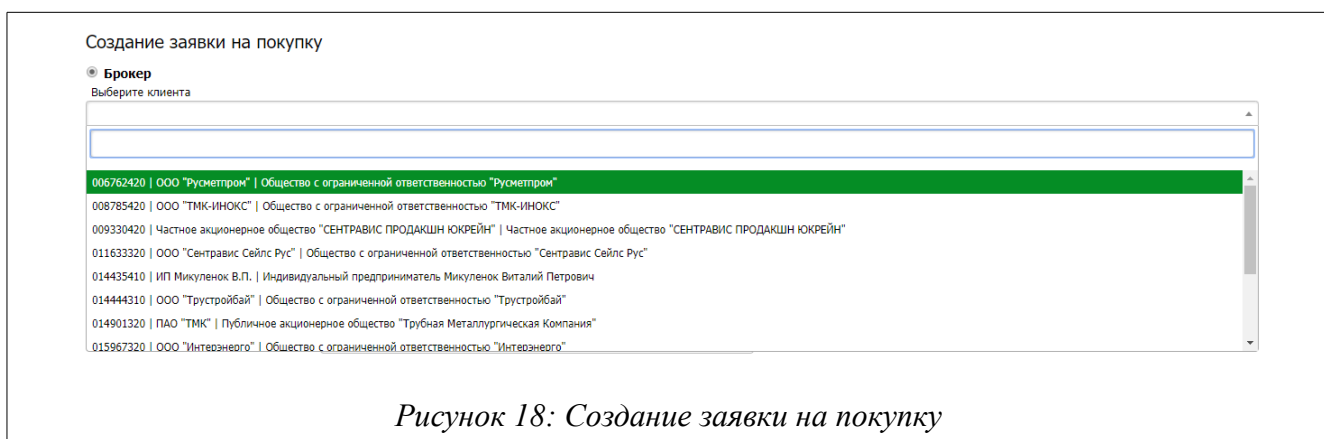 Создание заявки на покупку
Брокер
Выберите клиента
006762420 | ООО "Русметпром" | Общество с ограниченной ответственностью "Русметпром"
008785420 | ООО "ТМК-ИНОКС" | Общество с ограниченной ответственностью "ТМК-ИНОКС"
009330420 | Частное акционерное общество "СЕНТРАВИС ПРОДАКШН ЮКРЕЙН" | Частное акционерное общество "СЕНТРАВИС ПРОДАКШН ЮКРЕЙН"
011633320 | ООО "Сентравис Сейлс Рус" | Общество с ограниченной ответственностью "Сентравис Сейлс Рус"
014435410 | ИП Микуленок В.П. | Индивидуальный предприниматель Микуленок Виталий Петрович
014444310 | ООО "Трустройбай" | Общество с ограниченной ответственностью "Трустройбай"
014901320 | ПАО "ТМК" | Публичное акционерное общество "Трубная Металлургическая Компания"
015967320 | ООО "Интерэнерго" | Общество с ограниченной ответственностью "Интерэнерго"
Рисунок 18: Создание заявки на покупку